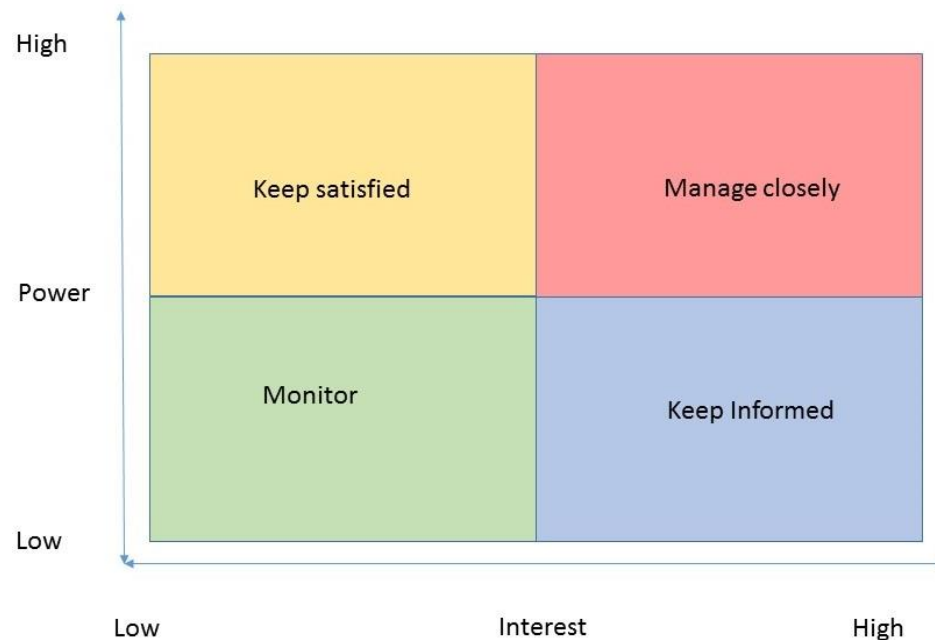 High
Keep satisfied
Manage closely
Power
Monitor
Keep Informed
Low
Low
Interest
High